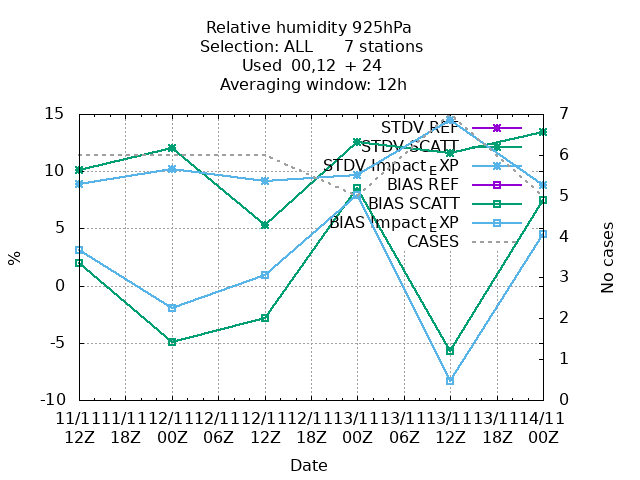 Relative humidity 925hPa
Selection: ALL 7 stations
Used 00,12 + 24
Averaging window: 12h
15
10
5
0
-5
-10
%
7
6
5
4
3
2
1
0
No cases
STDV REF
STDV SCATT
STDV Impact_EXP
BIAS REF
BIAS SCATT
BIAS Impact_EXP
CASES
11/11 11/11 12/11 12/11 12/11 12/11 13/11 13/11 13/11 13/11 14/11
12Z 18Z 00Z 06Z 12Z 18Z 00Z 06Z 12Z 18Z 00Z
Date